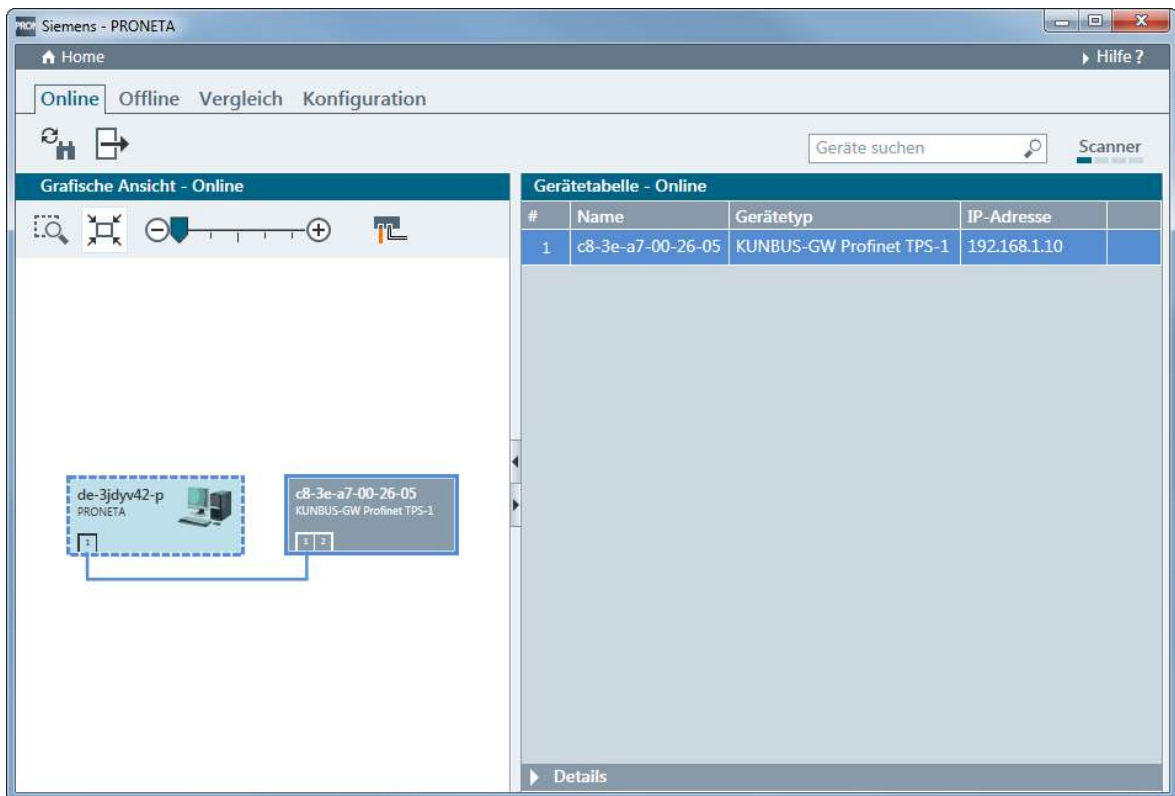 PRO Siemens - PRONETA
Home Hilfe ?
Online Offline Vergleich Konfiguration
Geräte suchen Scanner
Grafische Ansicht - Online
Gerätetabelle - Online
# Name Gerätetyp IP-Adresse
1 c8-3e-a7-00-26-05 KUNBUS-GW Profinet TPS-1 192.168.1.10
de-3jdyv42-p
PRONETA
1
c8-3e-a7-00-26-05
KUNBUS-GW Profinet TPS-1
1 2
Details